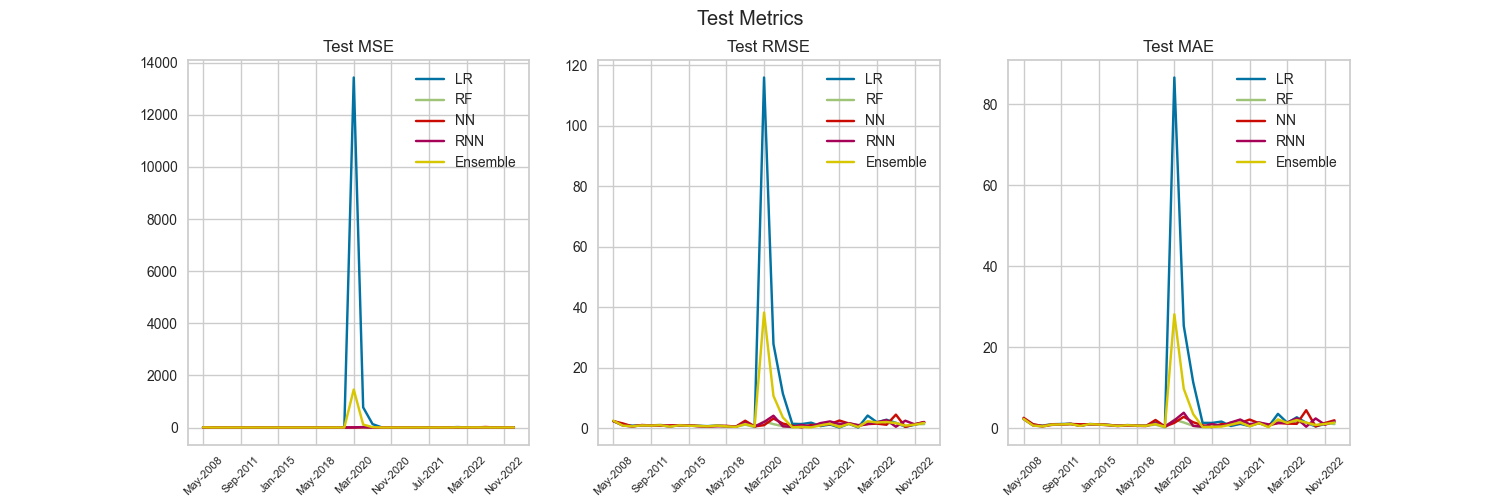 Test Metrics
Test MSE
14000
12000
10000
8000
6000
4000
2000
0
LR
RF
NN
RNN
Ensemble
May-2008
Sep-2011
Jan-2015
May-2018
Mar-2020
Nov-2020
Jul-2021
Mar-2022
Nov-2022
Test RMSE
120
100
80
60
40
20
0
LR
RF
NN
RNN
Ensemble
May-2008
Sep-2011
Jan-2015
May-2018
Mar-2020
Nov-2020
Jul-2021
Mar-2022
Nov-2022
Test MAE
80
60
40
20
0
LR
RF
NN
RNN
Ensemble
May-2008
Sep-2011
Jan-2015
May-2018
Mar-2020
Nov-2020
Jul-2021
Mar-2022
Nov-2022